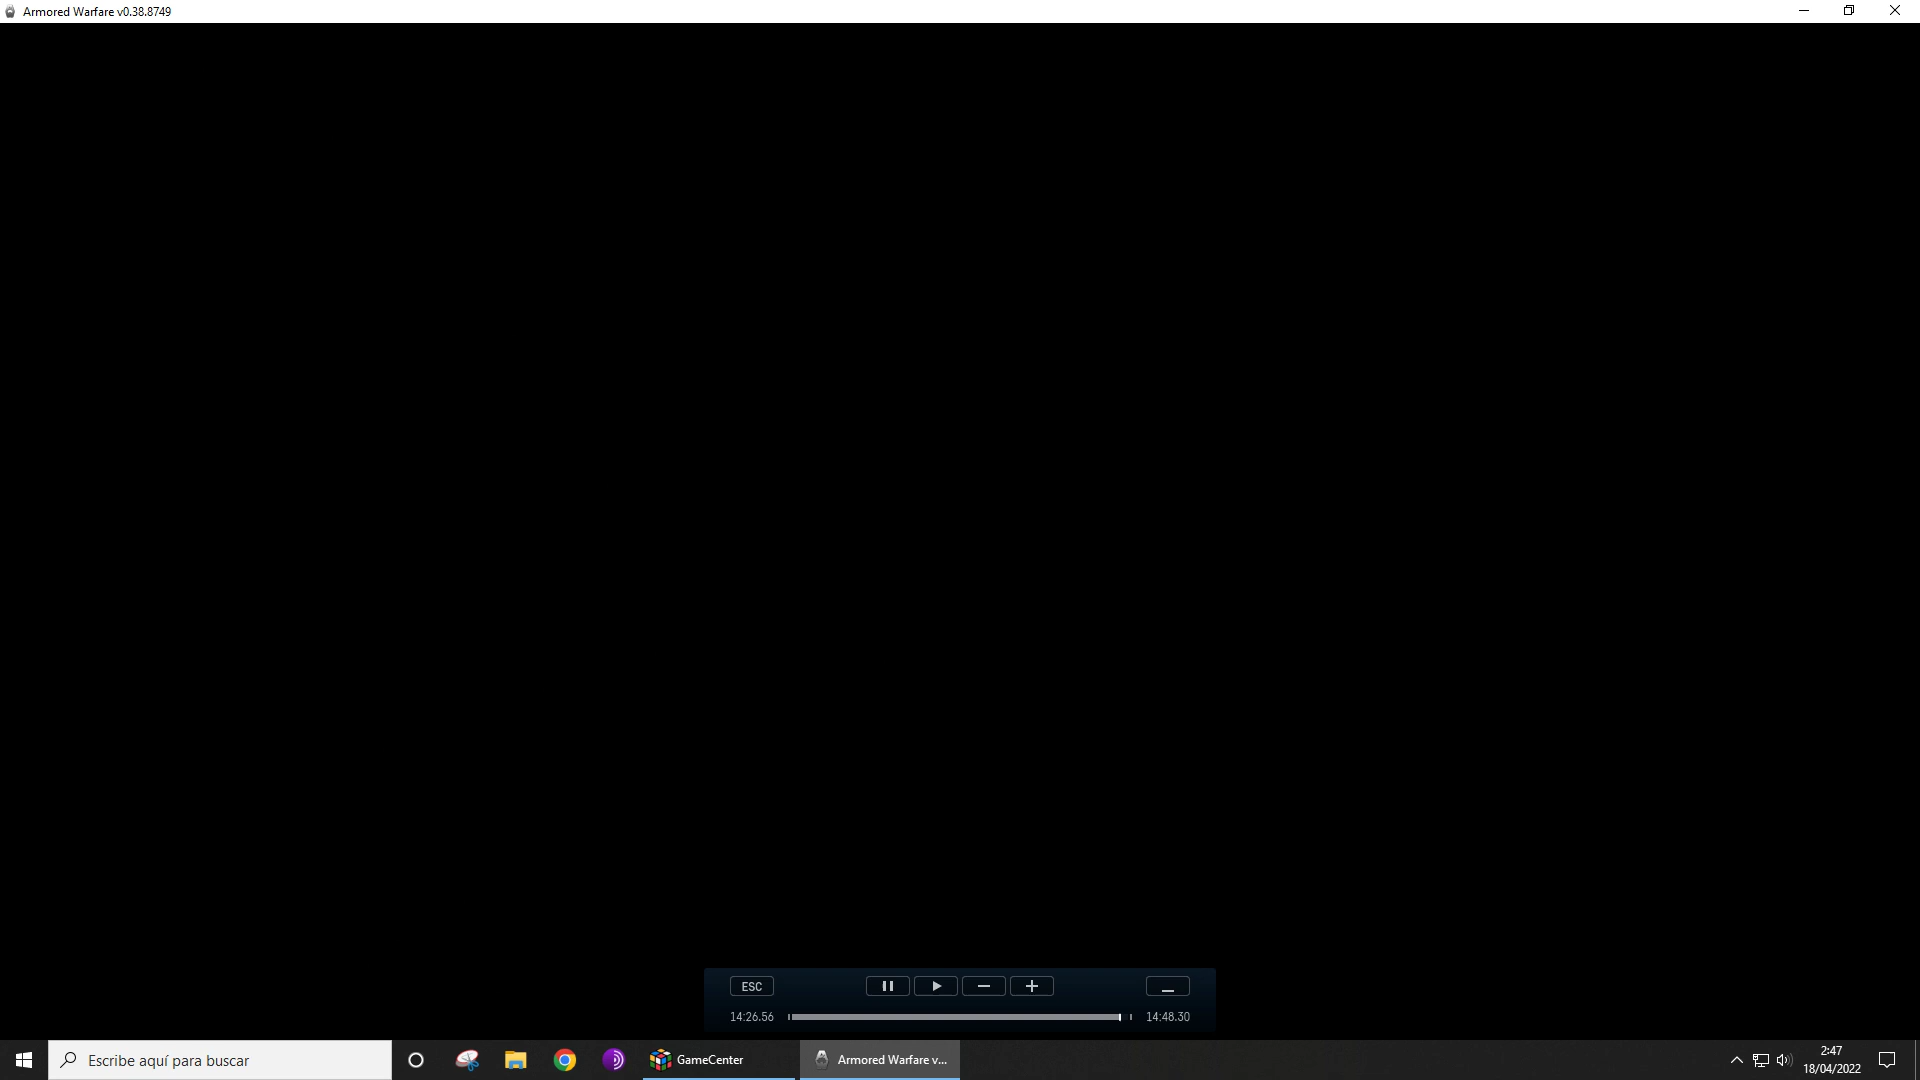 Armored Warfare v0.38.8749
ESC
14:26.56
14:48.30
Escribe aquí para buscar
GameCenter
Armored Warfare v...
2:47
18/04/2022